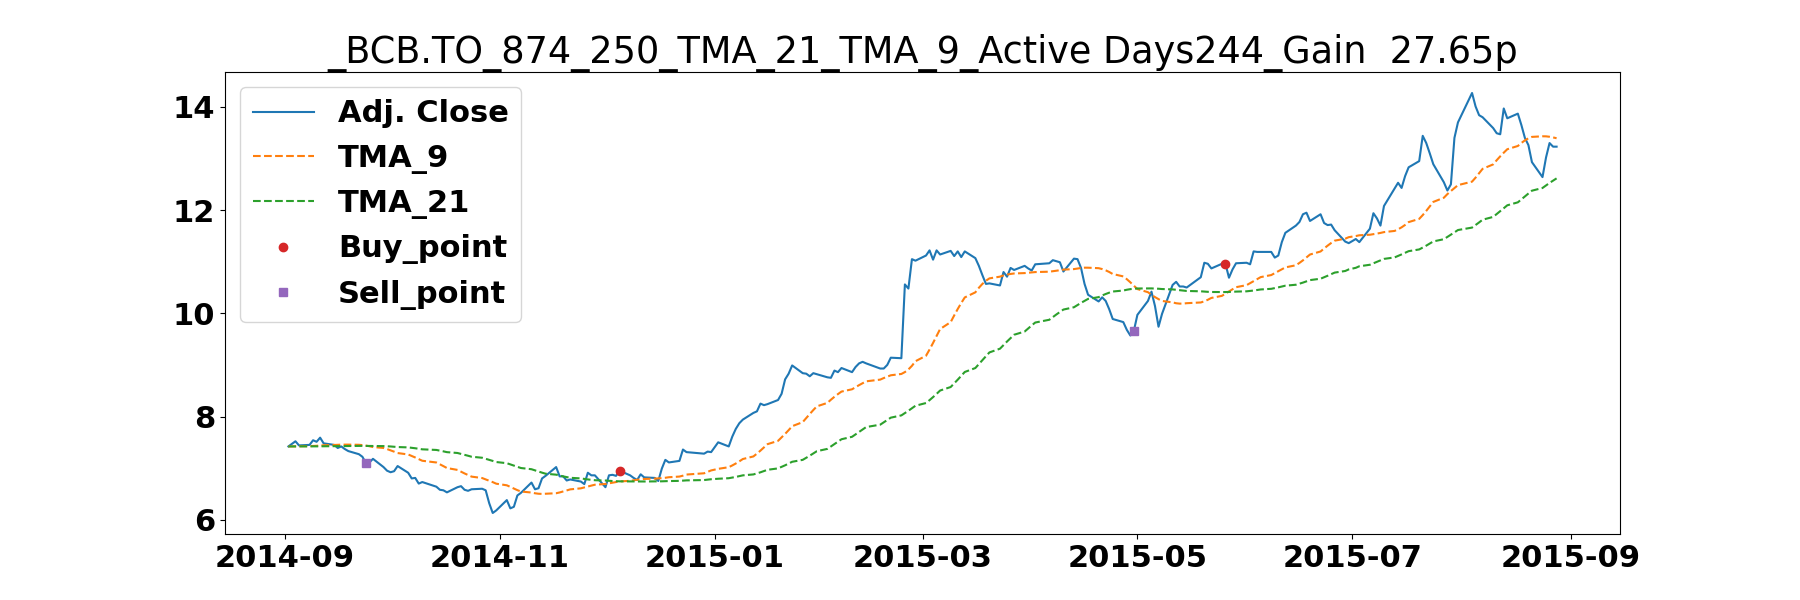 _BCB.TO_874_250_TMA_21_TMA_9_Active Days244_Gain  27.65p
Adj. Close
TMA_9
TMA_21
Buy_point
Sell_point
14
12
10
8
6
2014-09 2014-11 2015-01 2015-03 2015-05 2015-07 2015-09